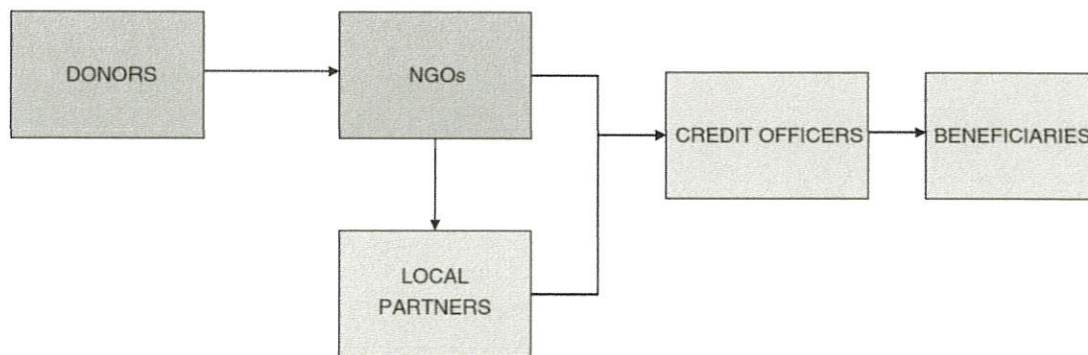 DONORS
NGOs
CREDIT OFFICERS
BENEFICIARIES
LOCAL
PARTNERS